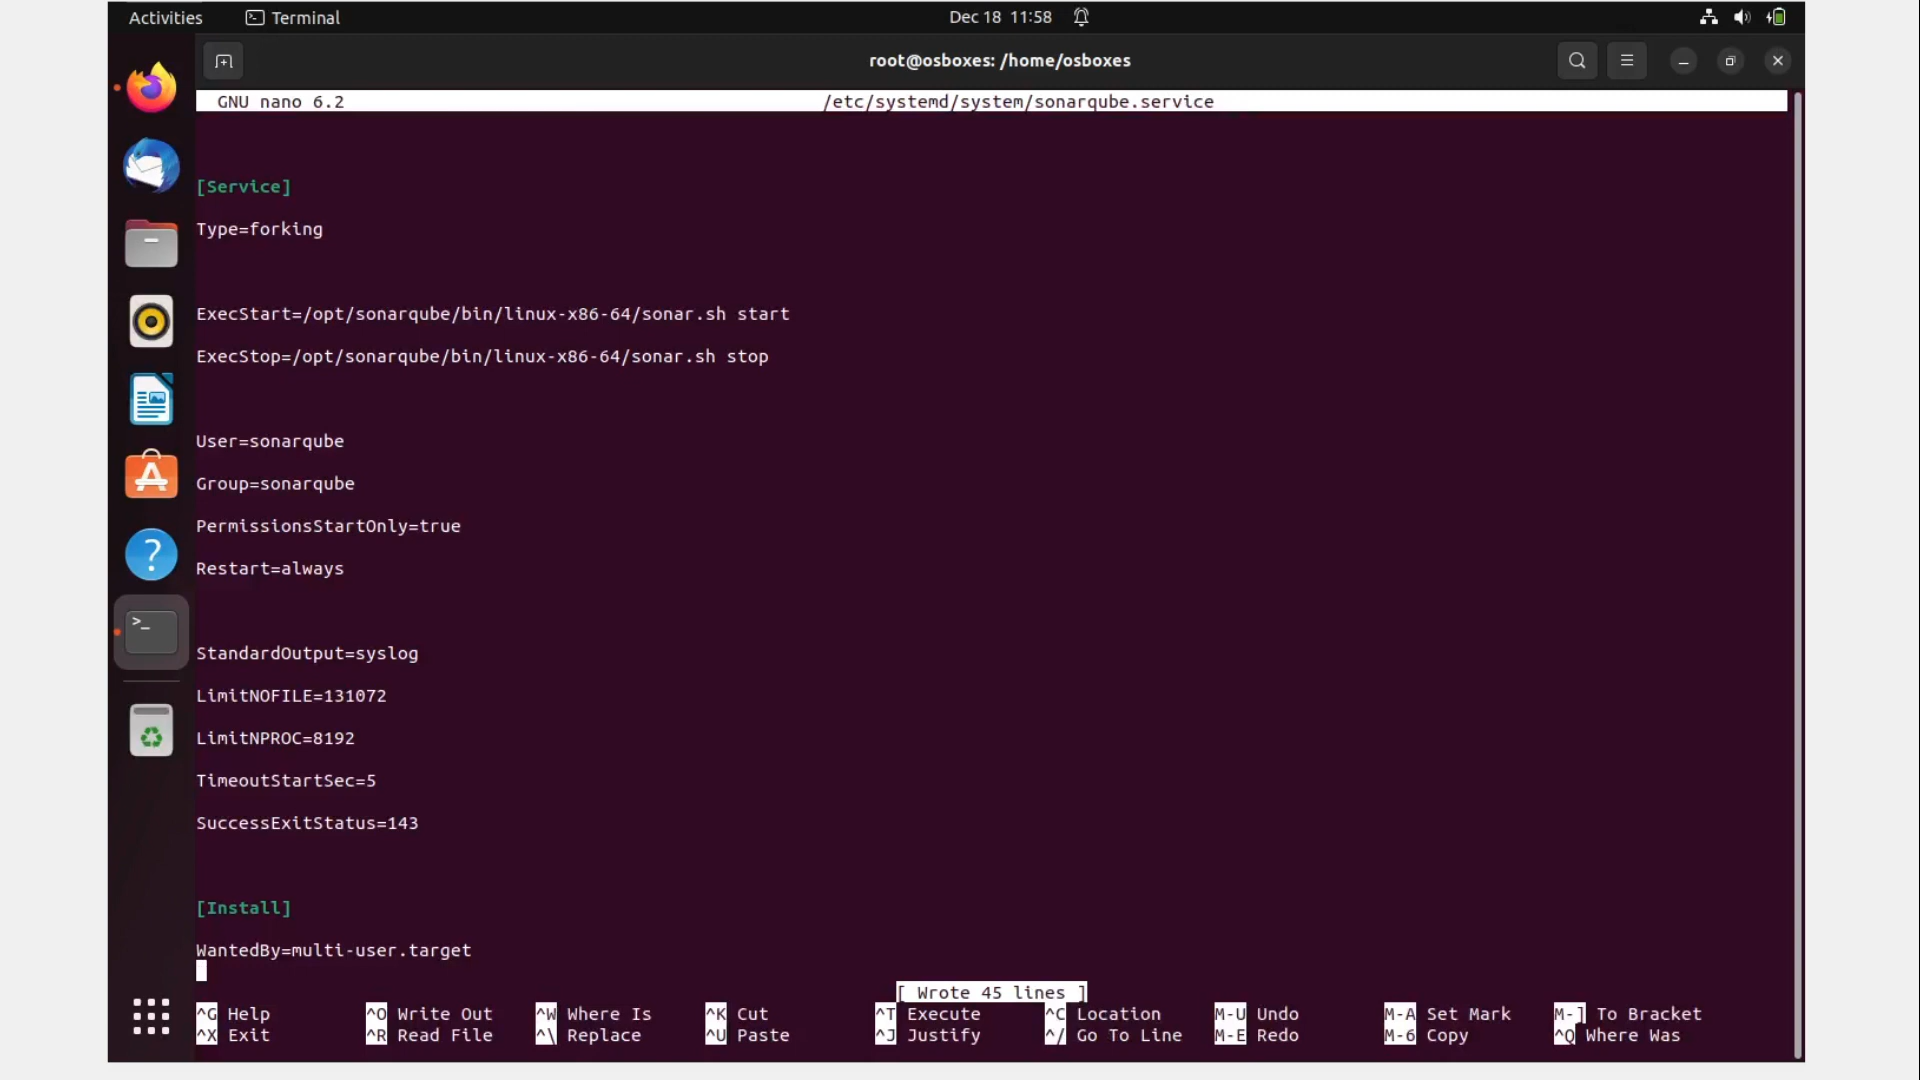 Activities
Terminal
Dec 18 11:58
root@osboxes: /home/osboxes
GNU nano 6.2
/etc/systemd/system/sonarqube.service
[Service]
Type=forking
ExecStart=/opt/sonarqube/bin/linux-x86-64/sonar.sh start
ExecStop=/opt/sonarqube/bin/linux-x86-64/sonar.sh stop
User=sonarqube
Group=sonarqube
PermissionsStartOnly=true
Restart=always
StandardOutput=syslog
LimitNOFILE=131072
LimitNPROC=8192
TimeoutStartSec=5
SuccessExitStatus=143
[Install]
WantedBy=multi-user.target
[ Wrote 45 lines ]
^G Help ^O Write Out ^W Where Is ^K Cut ^T Execute ^C Location M-U Undo M-A Set Mark M-] To Bracket
^X Exit ^R Read File ^\ Replace ^U Paste ^J Justify ^/ Go To Line M-E Redo M-6 Copy ^Q Where Was